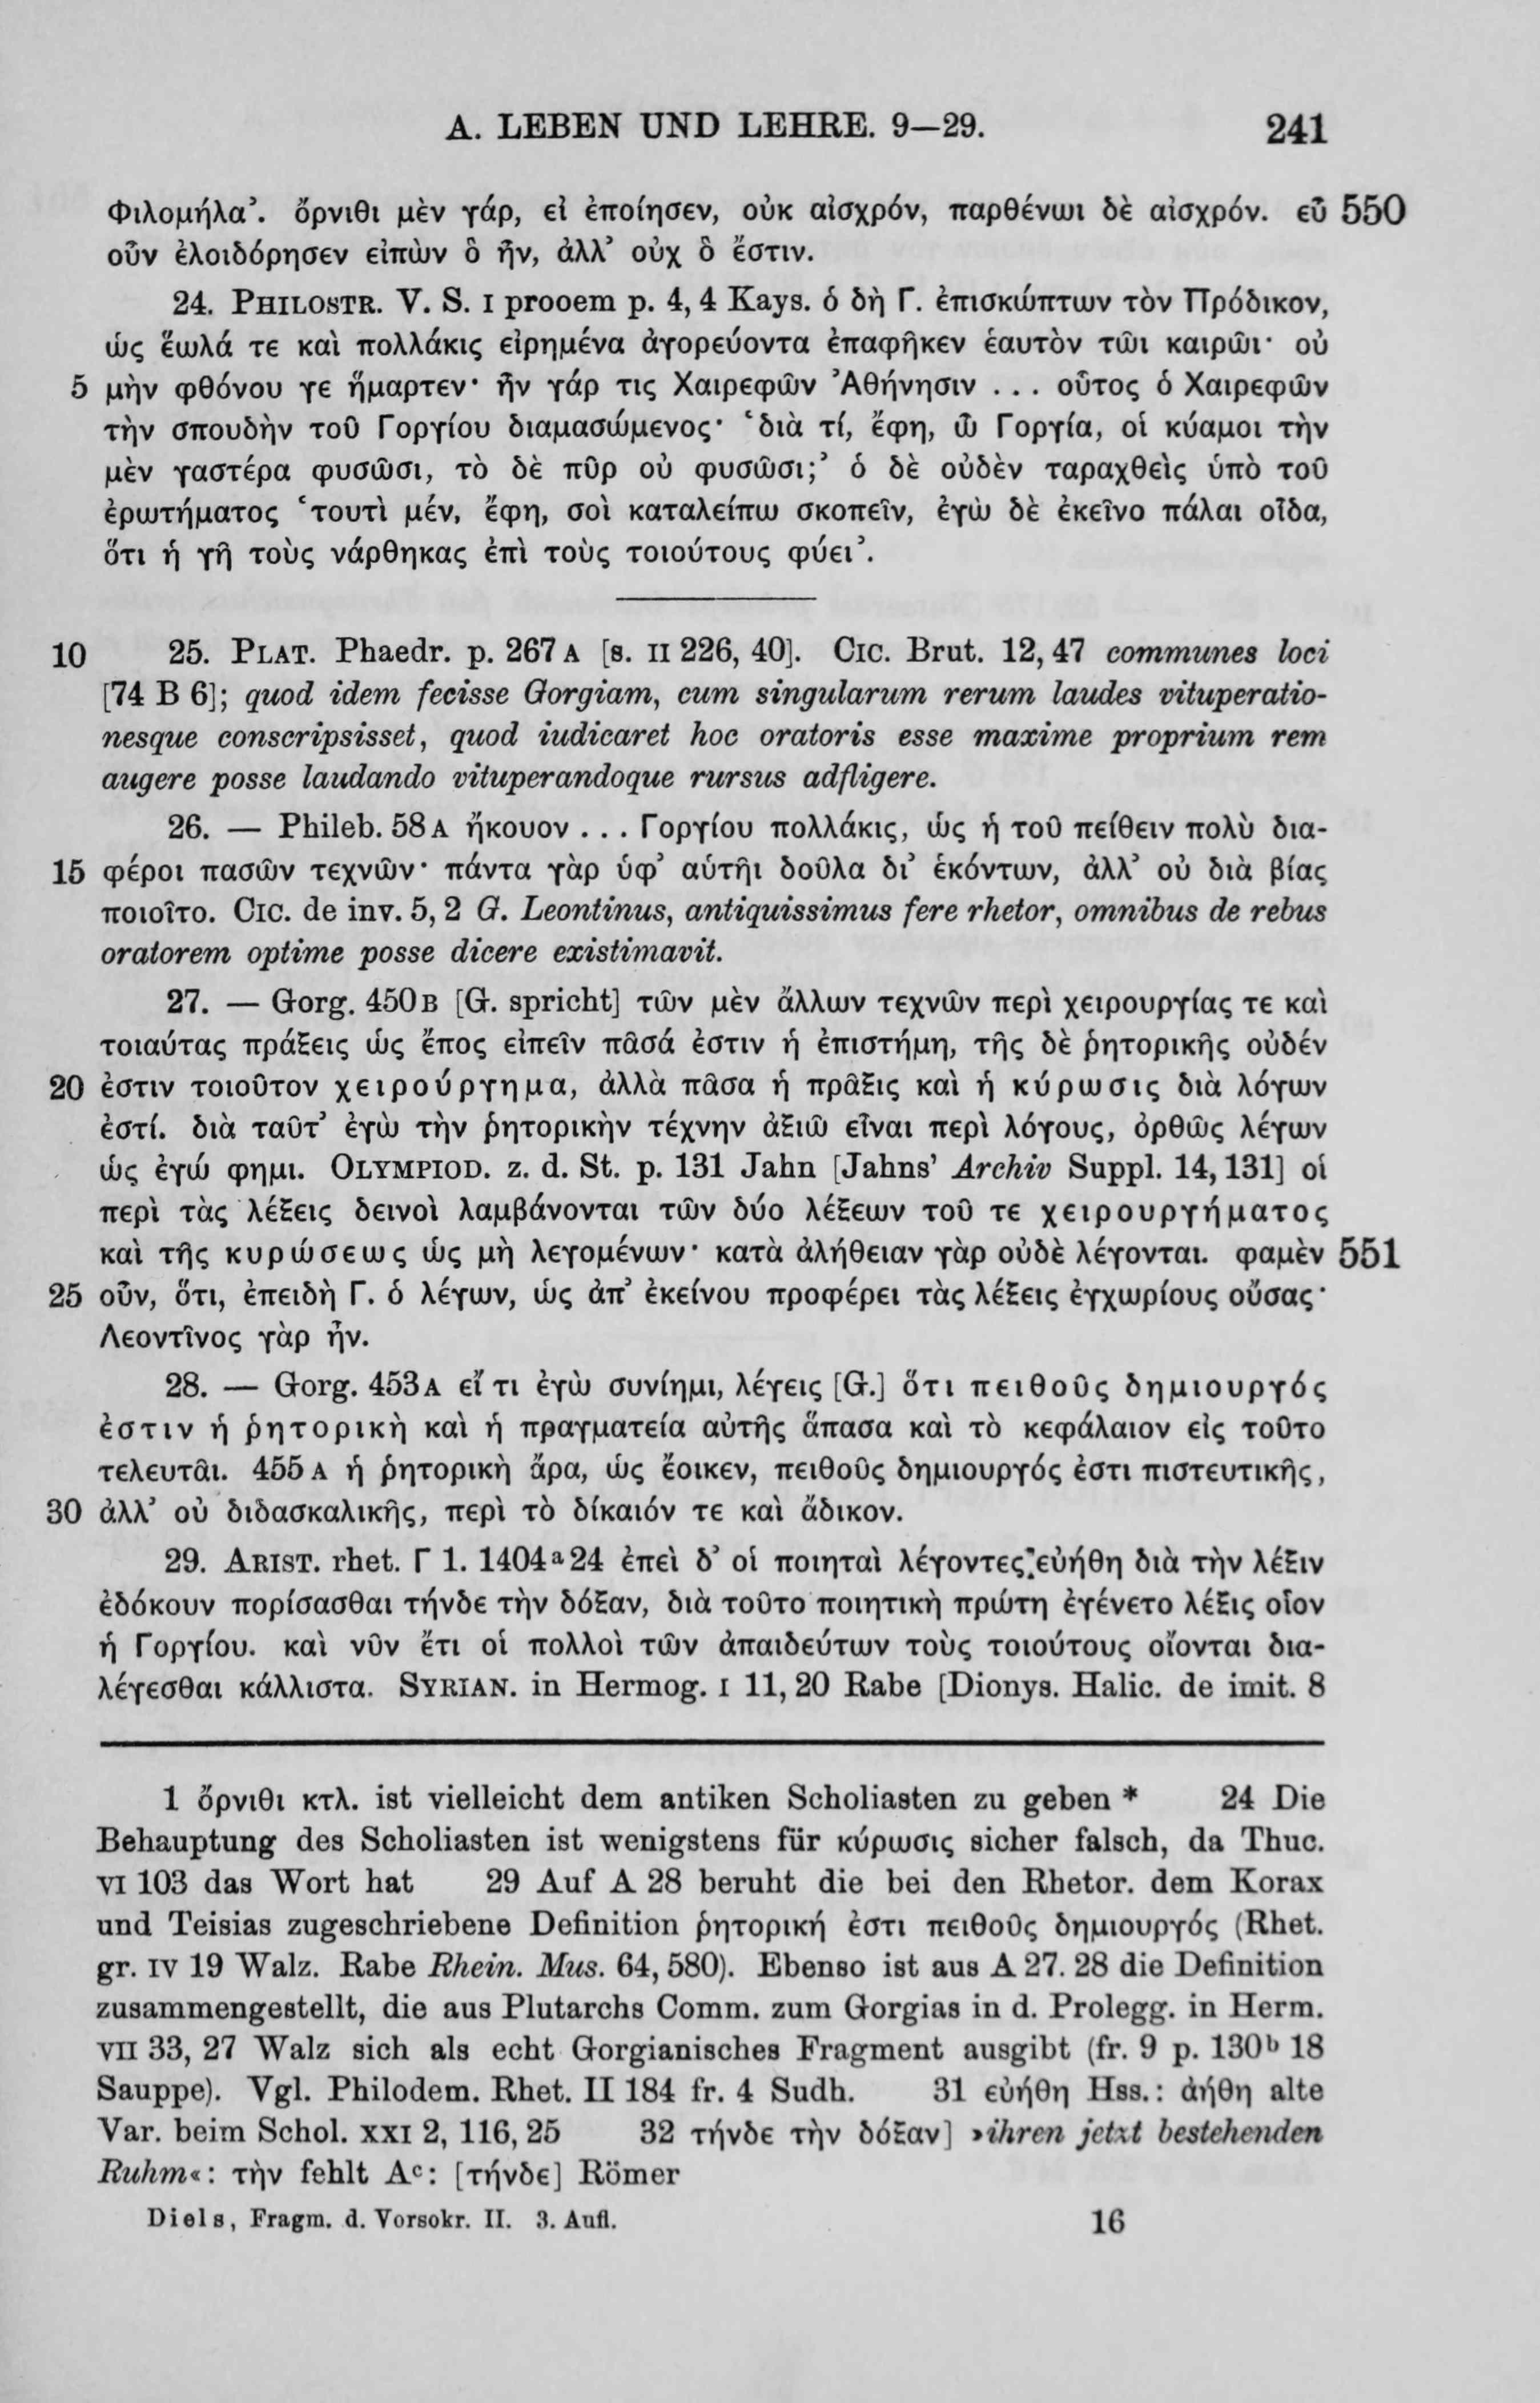 A. LEBEN UND LEHRE. 9—29. 241
Φιλομήλα’. ὄρνιθι μὲν γάρ, εἰ ἐποίησεν, οὐκ αἰσχρόν, παρθένωι δὲ αἰσχρόν. εὖ 550
οὖν ἐλοιδόρησεν εἰπὼν ὃ ἦν, ἀλλ’ οὐχ ὃ ἔστιν.
24. PHILOSTR. V. S. I prooem p. 4, 4 Kays. ὁ δὴ Γ. ἐπισκώπτων τὸν Πρόδικον,
ὡς ἕωλά τε καὶ πολλάκις εἰρημένα ἀγορεύοντα ἐπαφῆκεν ἑαυτὸν τῶι καιρῶι· οὐ
5 μὴν φθόνου γε ἥμαρτεν· ἦν γάρ τις Χαιρεφῶν Ἀθήνησιν ... οὗτος ὁ Χαιρεφῶν
τὴν σπουδὴν τοῦ Γοργίου διαμασώμενος· ‘διὰ τί, ἔφη, ὦ Γοργία, οἱ κύαμοι τὴν
μὲν γαστέρα φυσῶσι, τὸ δὲ πῦρ οὐ φυσῶσι;’ ὁ δὲ οὐδὲν ταραχθεὶς ὑπὸ τοῦ
ἐρωτήματος ‘τουτὶ μέν, ἔφη, σοὶ καταλείπω σκοπεῖν, ἐγὼ δὲ ἐκεῖνο πάλαι οἶδα,
ὅτι ἡ γῆ τοὺς νάρθηκας ἐπὶ τοὺς τοιούτους φύει’.
10 25. PLAT. Phaedr. p. 267 A [s. II 226, 40]. CIC. Brut. 12, 47 communes loci
[74 B 6]; quod idem fecisse Gorgiam, cum singularum rerum laudes vituperatio-
nesque conscripsisset, quod iudicaret hoc oratoris esse maxime proprium rem
augere posse laudando vituperandoque rursus adfligere.
26. — Phileb. 58 A ἤκουον ... Γοργίου πολλάκις, ὡς ἡ τοῦ πείθειν πολὺ δια-
15 φέροι πασῶν τεχνῶν· πάντα γὰρ ὑφ’ αὑτῆι δοῦλα δι’ ἑκόντων, ἀλλ’ οὐ διὰ βίας
ποιοῖτο. CIC. de inv. 5, 2 G. Leontinus, antiquissimus fere rhetor, omnibus de rebus
oratorem optime posse dicere existimavit.
27. — Gorg. 450 B [G. spricht] τῶν μὲν ἄλλων τεχνῶν περὶ χειρουργίας τε καὶ
τοιαύτας πράξεις ὡς ἔπος εἰπεῖν πᾶσά ἐστιν ἡ ἐπιστήμη, τῆς δὲ ῥητορικῆς οὐδέν
20 ἐστιν τοιοῦτον χειρούργημα, ἀλλὰ πᾶσα ἡ πρᾶξις καὶ ἡ κύρωσις διὰ λόγων
ἐστί. διὰ ταῦτ’ ἐγὼ τὴν ῥητορικὴν τέχνην ἀξιῶ εἶναι περὶ λόγους, ὀρθῶς λέγων
ὡς ἐγώ φημι. OLYMPIOD. z. d. St. p. 131 Jahn [Jahns’ Archiv Suppl. 14, 131] οἱ
περὶ τὰς λέξεις δεινοὶ λαμβάνονται τῶν δύο λέξεων τοῦ τε χειρουργήματος
καὶ τῆς κυρώσεως ὡς μὴ λεγομένων· κατὰ ἀλήθειαν γὰρ οὐδὲ λέγονται. φαμὲν 551
25 οὖν, ὅτι, ἐπειδὴ Γ. ὁ λέγων, ὡς ἀπ’ ἐκείνου προφέρει τὰς λέξεις ἐγχωρίους οὔσας·
Λεοντῖνος γὰρ ἦν.
28. — Gorg. 453 A εἴ τι ἐγὼ συνίημι, λέγεις [G.] ὅτι πειθοῦς δημιουργός
ἐστιν ἡ ῥητορικὴ καὶ ἡ πραγματεία αὐτῆς ἅπασα καὶ τὸ κεφάλαιον εἰς τοῦτο
τελευτᾶι. 455 A ἡ ῥητορικὴ ἄρα, ὡς ἔοικεν, πειθοῦς δημιουργός ἐστι πιστευτικῆς,
30 ἀλλ’ οὐ διδασκαλικῆς, περὶ τὸ δίκαιόν τε καὶ ἄδικον.
29. ARIST. rhet. Γ 1. 1404ᵃ24 ἐπεὶ δ’ οἱ ποιηταὶ λέγοντες εὐήθη διὰ τὴν λέξιν
ἐδόκουν πορίσασθαι τήνδε τὴν δόξαν, διὰ τοῦτο ποιητικὴ πρώτη ἐγένετο λέξις οἷον
ἡ Γοργίου. καὶ νῦν ἔτι οἱ πολλοὶ τῶν ἀπαιδεύτων τοὺς τοιούτους οἴονται δια-
λέγεσθαι κάλλιστα. SYRIAN. in Hermog. I 11, 20 Rabe [Dionys. Halic. de imit. 8
1 ὄρνιθι κτλ. ist vielleicht dem antiken Scholiasten zu geben * 24 Die
Behauptung des Scholiasten ist wenigstens für κύρωσις sicher falsch, da Thuc.
VI 103 das Wort hat 29 Auf A 28 beruht die bei den Rhetor. dem Korax
und Teisias zugeschriebene Definition ῥητορική ἐστι πειθοῦς δημιουργός (Rhet.
gr. IV 19 Walz. Rabe Rhein. Mus. 64, 580). Ebenso ist aus A 27. 28 die Definition
zusammengestellt, die aus Plutarchs Comm. zum Gorgias in d. Prolegg. in Herm.
VII 33, 27 Walz sich als echt Gorgianisches Fragment ausgibt (fr. 9 p. 130ᵇ 18
Sauppe). Vgl. Philodem. Rhet. II 184 fr. 4 Sudh. 31 εὐήθη Hss.: ἀήθη alte
Var. beim Schol. XXI 2, 116, 25 32 τήνδε τὴν δόξαν] »ihren jetzt bestehenden
Ruhm«: τὴν fehlt Aᶜ: [τήνδε] Römer
Diels, Fragm. d. Vorsokr. II. 3. Aufl. 16